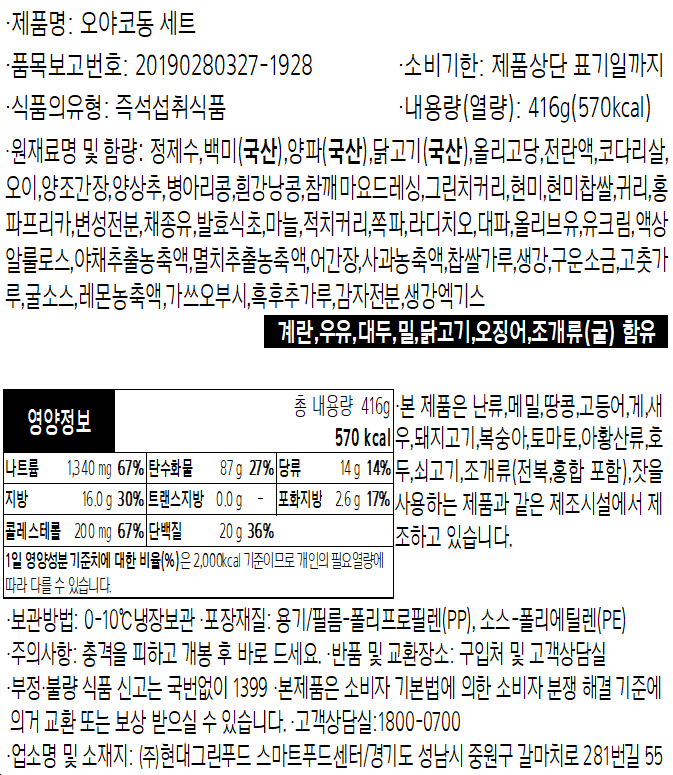 ·제품명: 오야코동 세트
·품목보고번호: 20190280327-1928
·소비기한: 제품상단 표기일까지
·식품의유형: 즉석섭취식품
·내용량(열량): 416g(570kcal)
·원재료명 및 함량: 정제수,백미(국산),양파(국산),닭고기(국산),올리고당,전란액,코다리살,
오이,양조간장,양상추,병아리콩,흰강낭콩,참깨마요드레싱,그린치커리,현미,현미찹쌀,귀리,홍
파프리카,변성전분,채종유,발효식초,마늘,적치커리,쪽파,라디치오,대파,올리브유,유크림,액상
알룰로스,야채추출농축액,멸치추출농축액,어간장,사과농축액,찹쌀가루,생강,구운소금,고춧가
루,굴소스,레몬농축액,가쓰오부시,흑후추가루,감자전분,생강엑기스
계란,우유,대두,밀,닭고기,오징어,조개류(굴) 함유
영양정보
총 내용량 416g
570 kcal
나트륨 1,340 mg 67% 탄수화물 87 g 27% 당류 14 g 14%
지방 16.0 g 30% 트랜스지방 0.0 g - 포화지방 2.6 g 17%
콜레스테롤 200 mg 67% 단백질 20 g 36%
1일 영양성분 기준치에 대한 비율(%)은 2,000kcal 기준이므로 개인의 필요열량에
따라 다를 수 있습니다.
·본 제품은 난류,메밀,땅콩,고등어,게,새
우,돼지고기,복숭아,토마토,아황산류,호
두,쇠고기,조개류(전복,홍합 포함),잣을
사용하는 제품과 같은 제조시설에서 제
조하고 있습니다.
·보관방법: 0-10℃냉장보관 ·포장재질: 용기/필름-폴리프로필렌(PP), 소스-폴리에틸렌(PE)
·주의사항: 충격을 피하고 개봉 후 바로 드세요. ·반품 및 교환장소: 구입처 및 고객상담실
·부정·불량 식품 신고는 국번없이 1399 ·본제품은 소비자 기본법에 의한 소비자 분쟁 해결 기준에
의거 교환 또는 보상 받으실 수 있습니다. ·고객상담실:1800-0700
·업소명 및 소재지: (주)현대그린푸드 스마트푸드센터/경기도 성남시 중원구 갈마치로 281번길 55